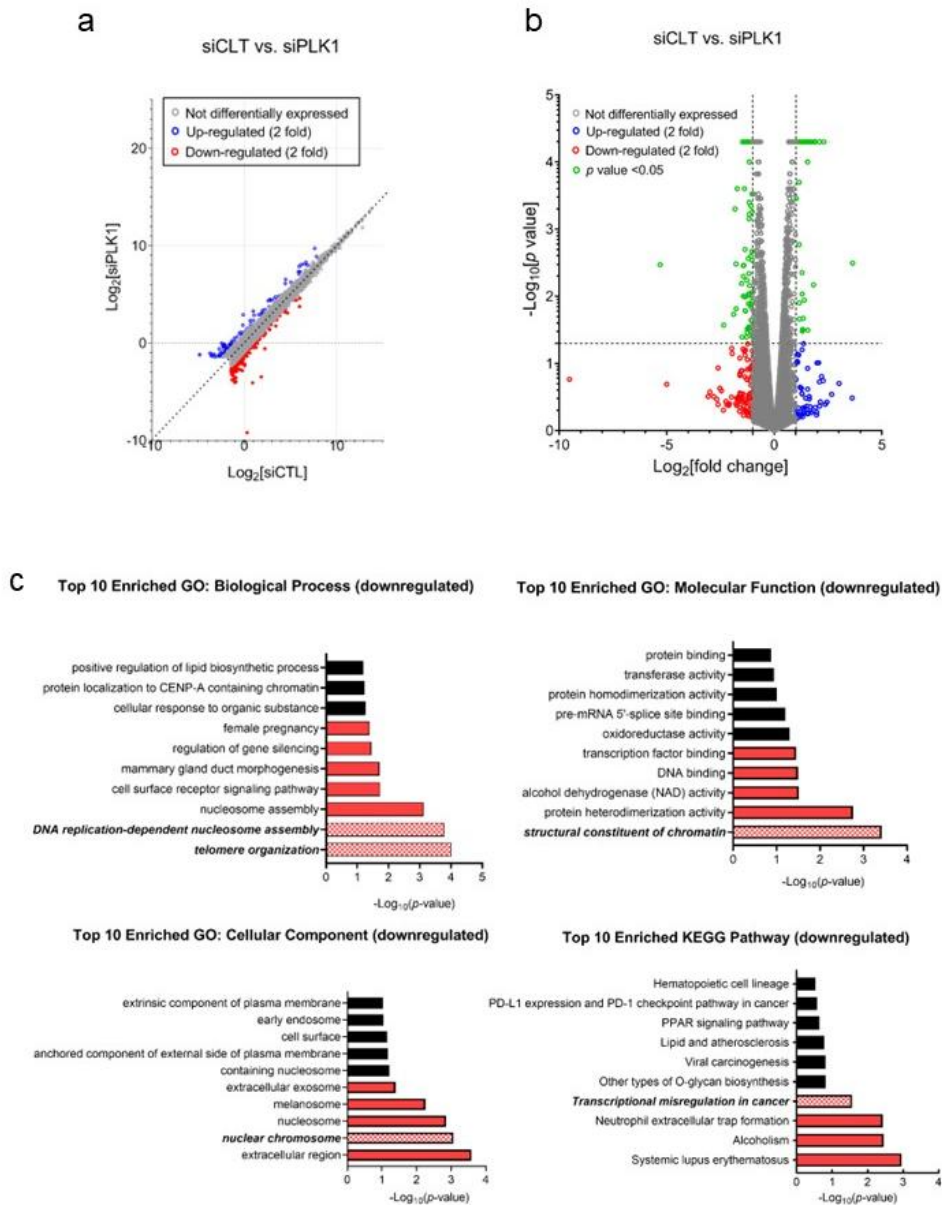 a
siCLT vs. siPLK1
Not differentially expressed
Up-regulated (2 fold)
Down-regulated (2 fold)
20
10
0
-10
-10
0
10
Log2[siPLK1]
Log2[siCTL]
b
siCLT vs. siPLK1
Not differentially expressed
Up-regulated (2 fold)
Down-regulated (2 fold)
p value <0.05
5
4
3
2
1
0
-10
-5
0
5
-Log10[p value]
Log2[fold change]
c
Top 10 Enriched GO: Biological Process (downregulated)
positive regulation of lipid biosynthetic process
protein localization to CENP-A containing chromatin
cellular response to organic substance
female pregnancy
regulation of gene silencing
mammary gland duct morphogenesis
cell surface receptor signaling pathway
nucleosome assembly
DNA replication-dependent nucleosome assembly
telomere organization
0 1 2 3 4 5
-Log10(p-value)
Top 10 Enriched GO: Molecular Function (downregulated)
protein binding
transferase activity
protein homodimerization activity
pre-mRNA 5'-splice site binding
oxidoreductase activity
transcription factor binding
DNA binding
alcohol dehydrogenase (NAD) activity
protein heterodimerization activity
structural constituent of chromatin
0 1 2 3 4
-Log10(p-value)
Top 10 Enriched GO: Cellular Component (downregulated)
extrinsic component of plasma membrane
early endosome
cell surface
anchored component of external side of plasma membrane
containing nucleosome
extracellular exosome
melanosome
nucleosome
nuclear chromosome
extracellular region
0 1 2 3 4
-Log10(p-value)
Top 10 Enriched KEGG Pathway (downregulated)
Hematopoietic cell lineage
PD-L1 expression and PD-1 checkpoint pathway in cancer
PPAR signaling pathway
Lipid and atherosclerosis
Viral carcinogenesis
Other types of O-glycan biosynthesis
Transcriptional misregulation in cancer
Neutrophil extracellular trap formation
Alcoholism
Systemic lupus erythematosus
0 1 2 3 4
-Log10(p-value)